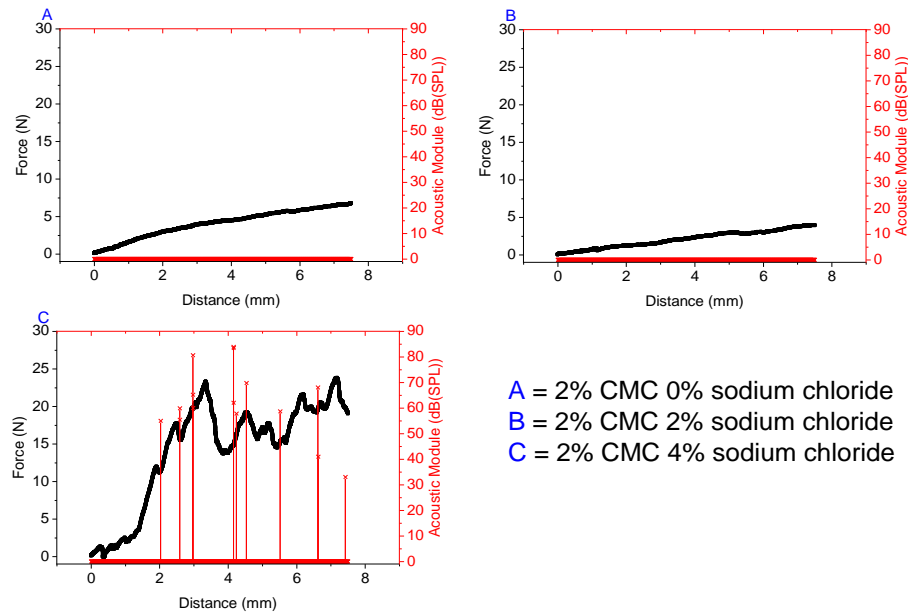 A
30
25
20
15
10
5
0
Force (N)
0 2 4 6 8
Distance (mm)
90
80
70
60
50
40
30
20
10
0
Acoustic Module (dB(SPL))
B
30
25
20
15
10
5
0
Force (N)
0 2 4 6 8
Distance (mm)
90
80
70
60
50
40
30
20
10
0
Acoustic Module (dB(SPL))
C
30
25
20
15
10
5
0
Force (N)
0 2 4 6 8
Distance (mm)
90
80
70
60
50
40
30
20
10
0
Acoustic Module (dB(SPL))
A = 2% CMC 0% sodium chloride
B = 2% CMC 2% sodium chloride
C = 2% CMC 4% sodium chloride